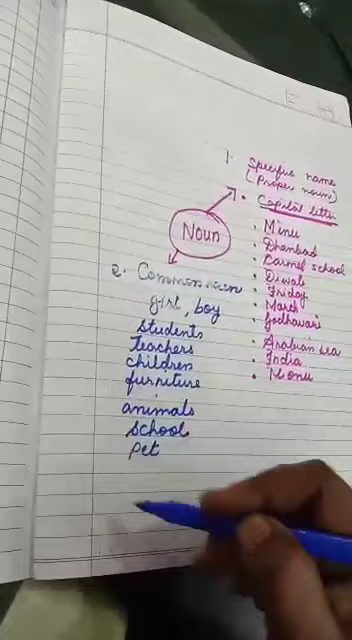 1.
Specific name
(Proper noun)
Capital letter
Noun
• Minu
• Dhanbad
• Carmel school
• Diwali
• Friday
• March
• Godhavari
• Arabian sea
• India
• Monu
2. Common noun
girl, boy
Students
Teachers
children
furniture
animals
School
Pet